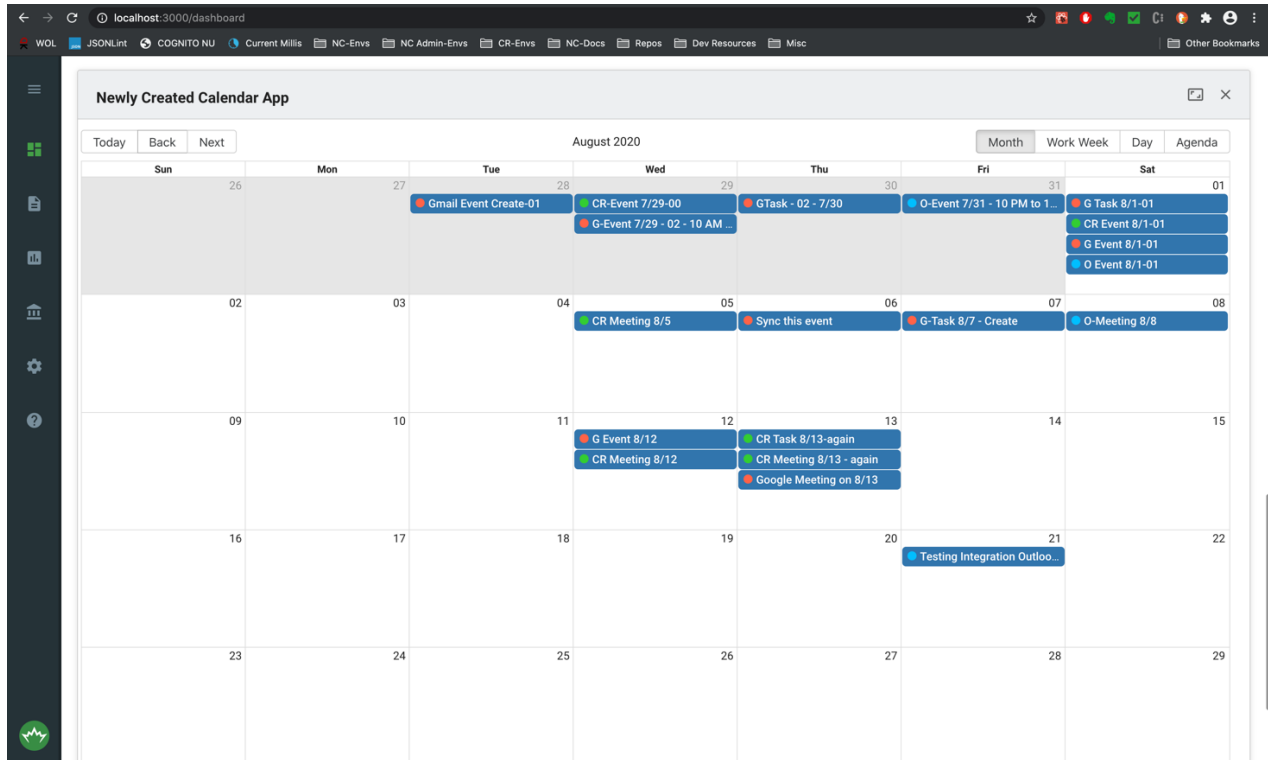 localhost:3000/dashboard
WOL JSONLint COGNITO NU Current Millis NC-Envs NC Admin-Envs CR-Envs NC-Docs Repos Dev Resources Misc Other Bookmarks
Newly Created Calendar App
Today Back Next August 2020 Month Work Week Day Agenda
Sun Mon Tue Wed Thu Fri Sat
26 27 28 29 30 31 01
Gmail Event Create-01 CR-Event 7/29-00 GTask - 02 - 7/30 O-Event 7/31 - 10 PM to 1... G Task 8/1-01
G-Event 7/29 - 02 - 10 AM ... CR Event 8/1-01
G Event 8/1-01
O Event 8/1-01
02 03 04 05 06 07 08
CR Meeting 8/5 Sync this event G-Task 8/7 - Create O-Meeting 8/8
09 10 11 12 13 14 15
G Event 8/12 CR Task 8/13-again
CR Meeting 8/12 CR Meeting 8/13 - again
Google Meeting on 8/13
16 17 18 19 20 21 22
Testing Integration Outloo...
23 24 25 26 27 28 29